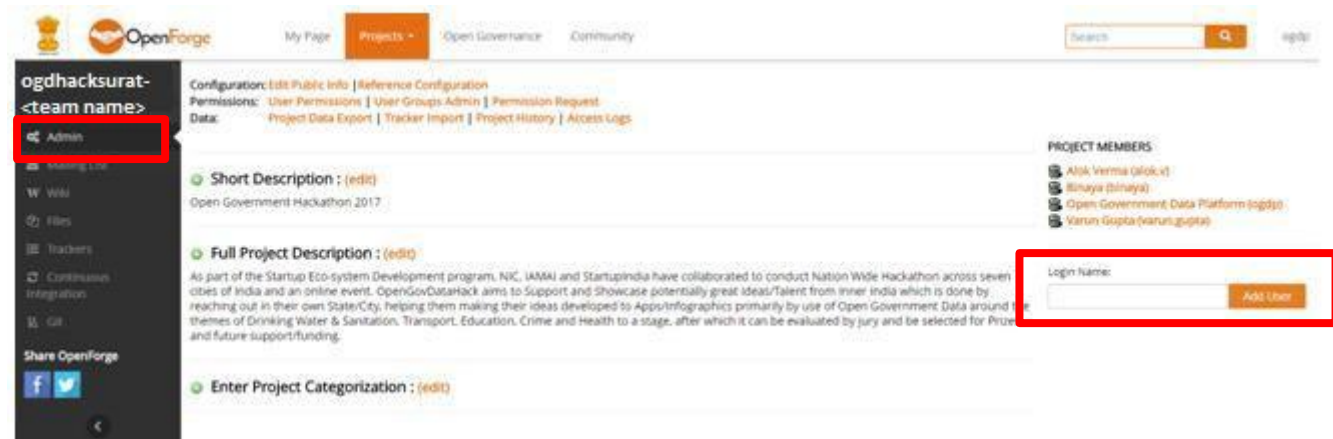 OpenForge
My Page
Projects
Open Governance
Community
Search
ogdp
ogdhacksurat-
<team name>
Admin
Mailing List
Wiki
Files
Trackers
Continuous
Integration
Git
Share OpenForge
Configuration: Edit Public Info | Reference Configuration
Permissions: User Permissions | User Groups Admin | Permission Request
Data: Project Data Export | Tracker Import | Project History | Access Logs
Short Description : (edit)
Open Government Hackathon 2017
Full Project Description : (edit)
As part of the Startup Eco-system Development program, NIC, IAMAI and StartupIndia have collaborated to conduct Nation Wide Hackathon across seven
cities of India and an online event. OpenGovDataHack aims to Support and Showcase potentially great Ideas/Talent from Inner India which is done by
reaching out in their own State/City, helping them making their ideas developed to Apps/Infographics primarily by use of Open Government Data around the
themes of Drinking Water & Sanitation, Transport, Education, Crime and Health to a stage, after which it can be evaluated by jury and be selected for Prizes
and future support/funding.
Enter Project Categorization : (edit)
PROJECT MEMBERS
Alok Verma (alok.v)
Binaya (binaya)
Open Government Data Platform (ogdp)
Varun Gupta (varun.gupta)
Login Name:
Add User